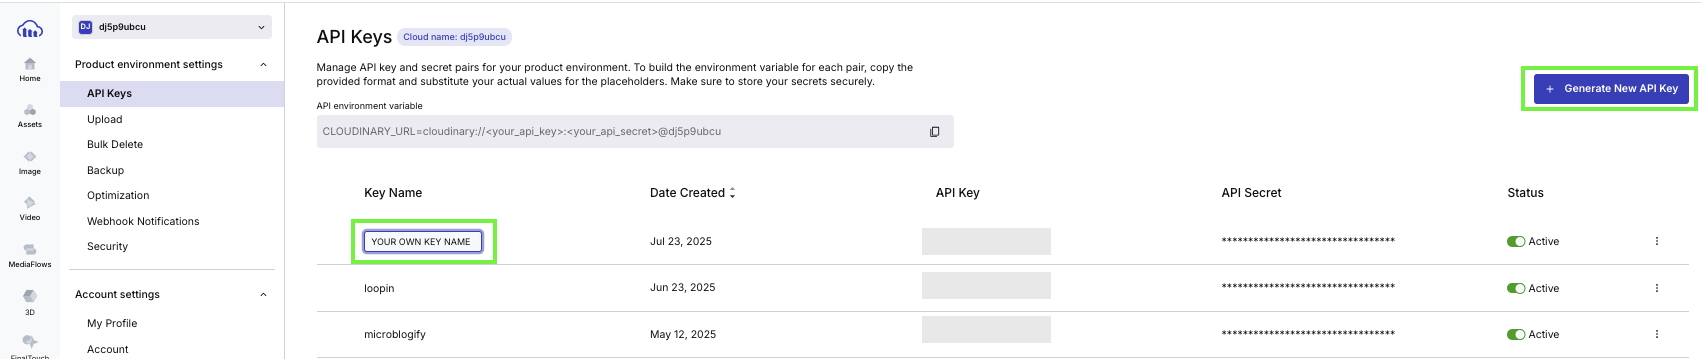 DJ dj5p9ubcu
Home
Assets
Image
Video
MediaFlows
3D
FinalTouch
Product environment settings
API Keys
Upload
Bulk Delete
Backup
Optimization
Webhook Notifications
Security
Account settings
My Profile
Account
API Keys Cloud name: dj5p9ubcu
Manage API key and secret pairs for your product environment. To build the environment variable for each pair, copy the
provided format and substitute your actual values for the placeholders. Make sure to store your secrets securely.
+ Generate New API Key
API environment variable
CLOUDINARY_URL=cloudinary://<your_api_key>:<your_api_secret>@dj5p9ubcu
Key Name Date Created API Key API Secret Status
YOUR OWN KEY NAME Jul 23, 2025 ********************************* Active
loopin Jun 23, 2025 ********************************* Active
microblogify May 12, 2025 ********************************* Active